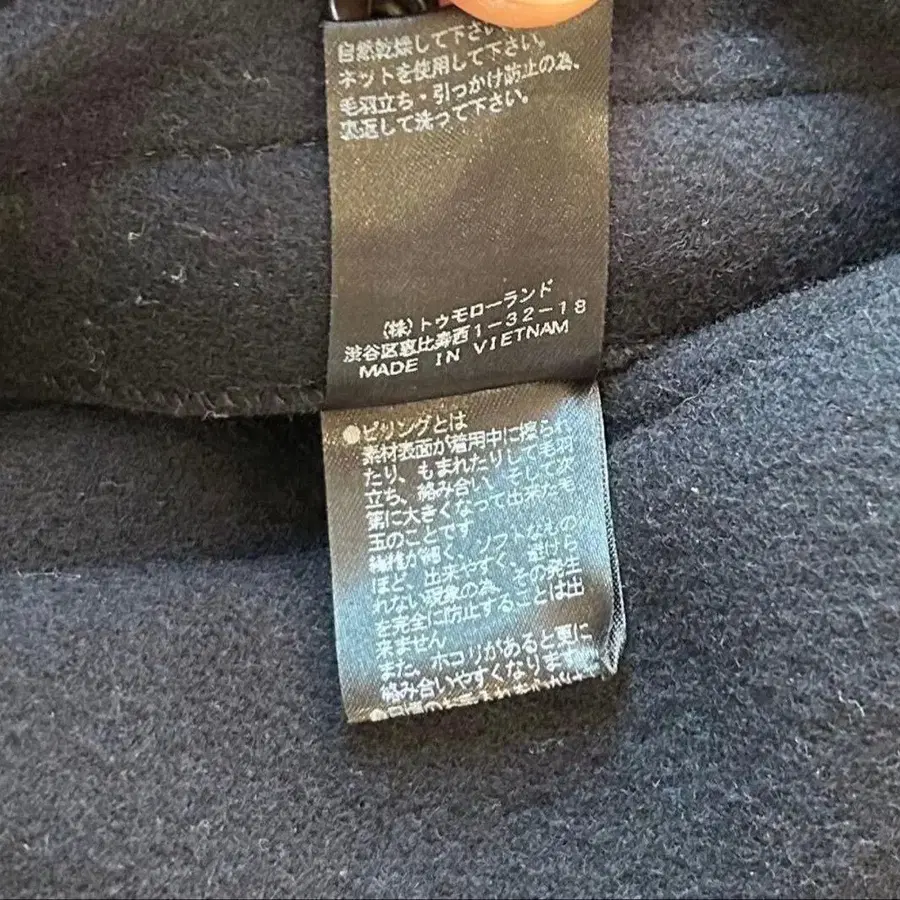 自然乾燥して下さい。
ネットを使用して下さい。
毛羽立ち・引っかけ防止の為、
裏返して洗って下さい。
(株)トゥモローランド
渋谷区恵比寿西1-32-18
MADE IN VIETNAM
●ピリングとは
素材表面が着用中に擦られ
たり、もまれたりして毛羽
立ち、絡み合い、そして次
第に大きくなって出来た毛
玉のことです
繊維が細く、ソフトなもの
ほど、出来やすく、避けら
れない現象の為、その発生
を完全に防止することは出
来ません
また、ホコリがあると更に
絡み合いやすくなります